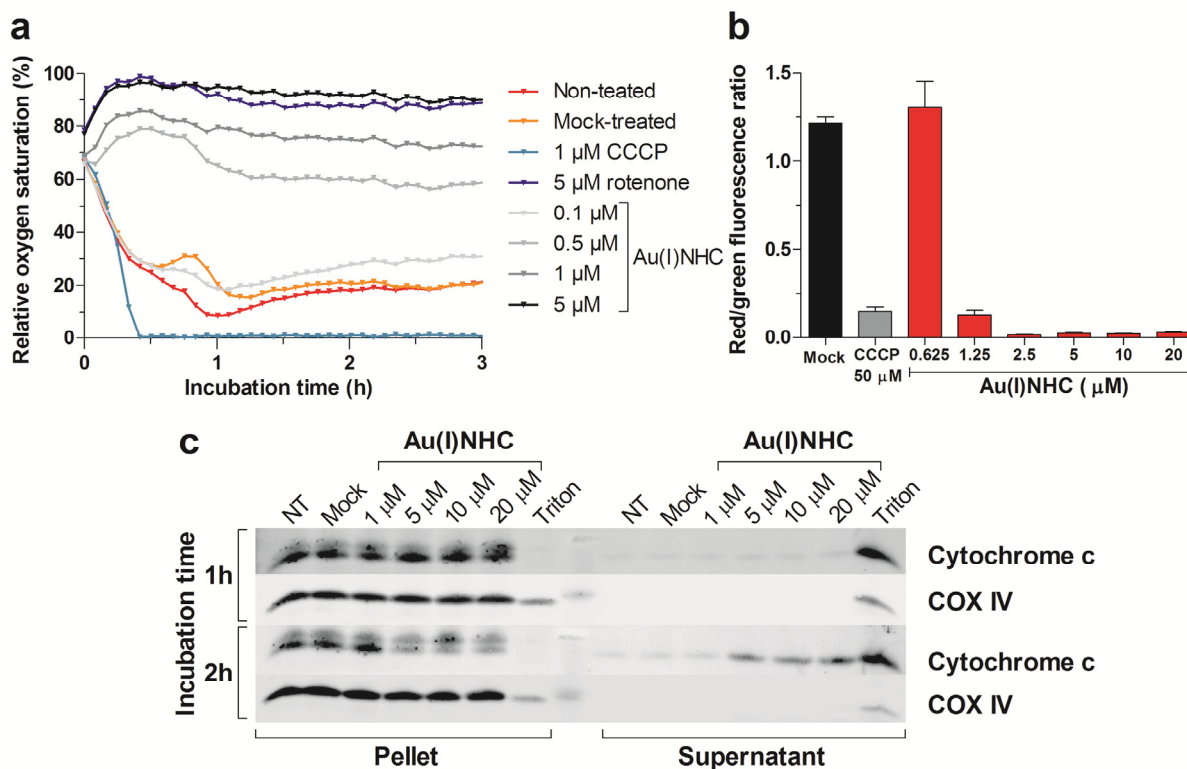 a
Relative oxygen saturation (%)
100
80
60
40
20
0
0
1
2
3
Incubation time (h)
Non-teated
Mock-treated
1 µM CCCP
5 µM rotenone
0.1 µM
0.5 µM
1 µM
5 µM
Au(I)NHC
b
Red/green fluorescence ratio
1.5
1.0
0.5
0.0
Mock
CCCP
50 µM
0.625
1.25
2.5
5
10
20
Au(I)NHC ( µM)
c
Au(I)NHC
Au(I)NHC
NT
Mock
1 µM
5 µM
10 µM
20 µM
Triton
NT
Mock
1 µM
5 µM
10 µM
20 µM
Triton
Incubation time
1h
2h
Cytochrome c
COX IV
Cytochrome c
COX IV
Pellet
Supernatant